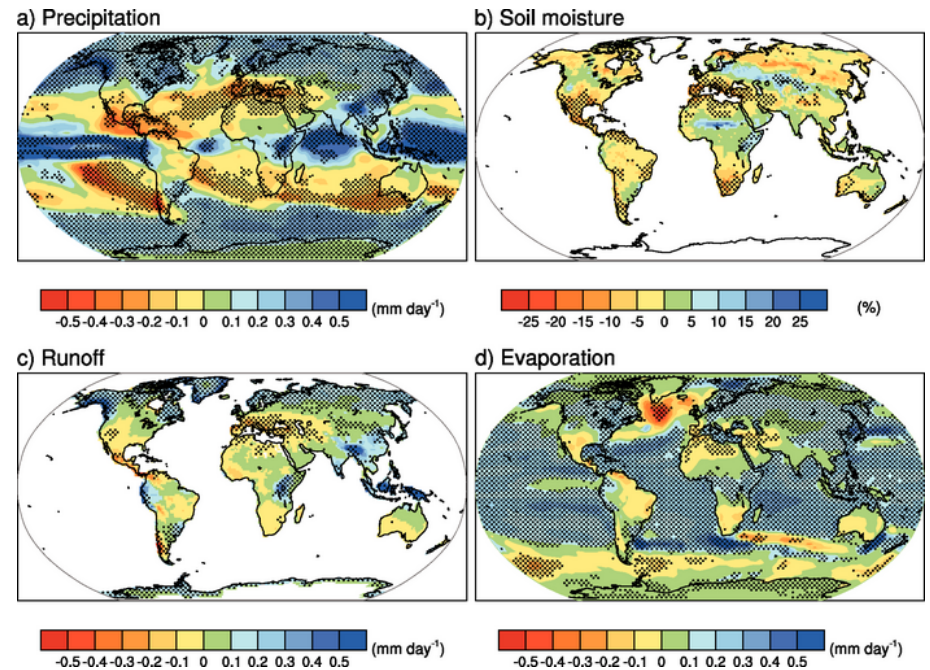 a) Precipitation
b) Soil moisture
-0.5-0.4-0.3-0.2-0.1 0 0.1 0.2 0.3 0.4 0.5 (mm day⁻¹)
-25 -20 -15 -10 -5 0 5 10 15 20 25 (%)
c) Runoff
d) Evaporation
-0.5-0.4-0.3-0.2-0.1 0 0.1 0.2 0.3 0.4 0.5 (mm day⁻¹)
-0.5-0.4-0.3-0.2-0.1 0 0.1 0.2 0.3 0.4 0.5 (mm day⁻¹)